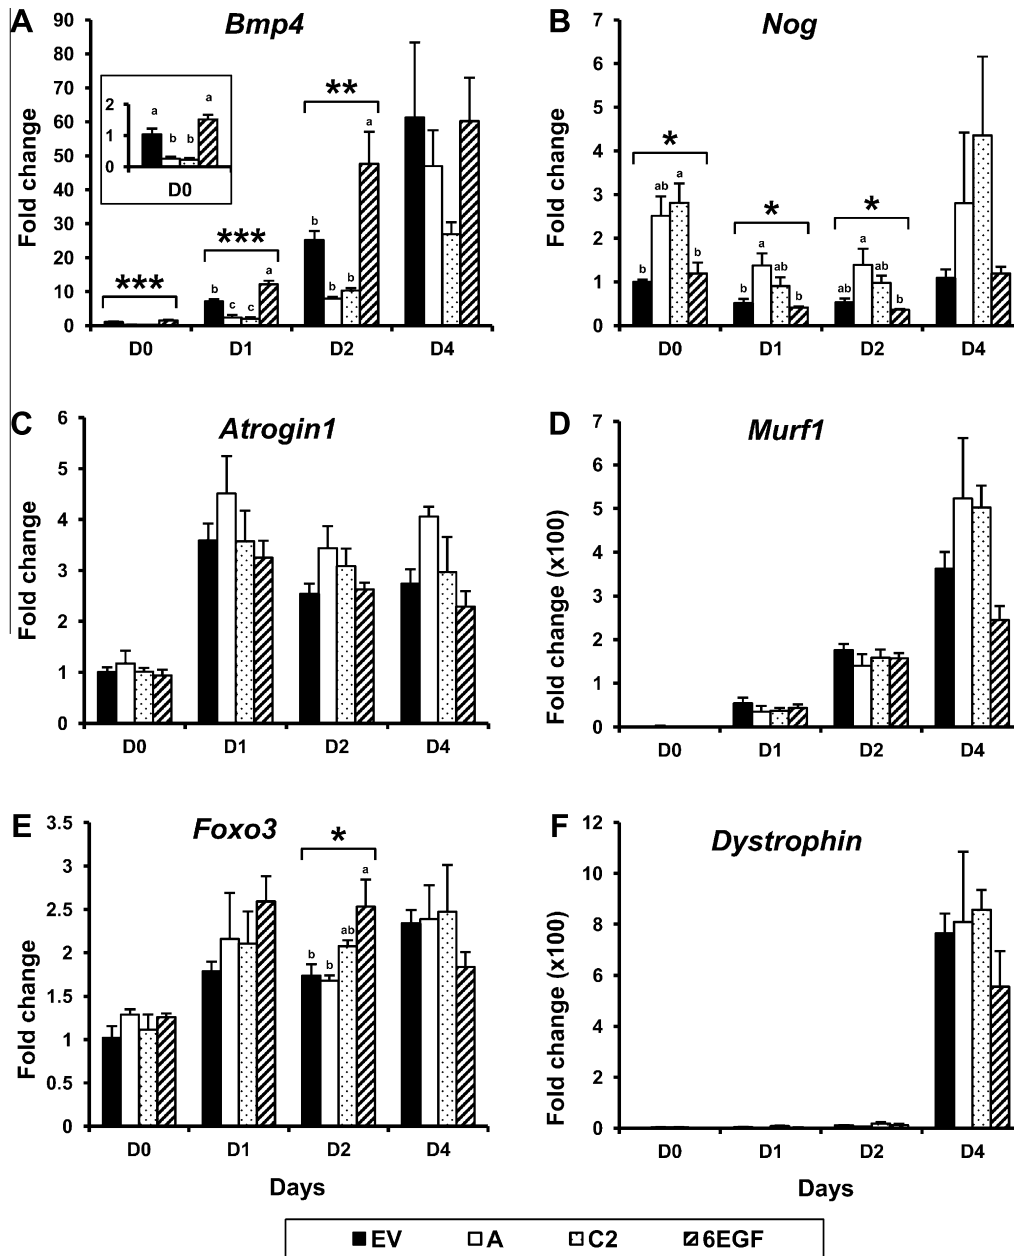 A
Bmp4
90
80
70
60
50
40
30
20
10
0
Fold change
2
1
0
a
b
b
a
D0
***
***
**
b
c
c
a
b
b
b
a
D0
D1
D2
D4
B
Nog
7
6
5
4
3
2
1
0
Fold change
*
*
*
b
ab
a
b
b
a
ab
b
ab
a
ab
b
D0
D1
D2
D4
C
Atrogin1
6
5
4
3
2
1
0
Fold change
D0
D1
D2
D4
D
Murf1
7
6
5
4
3
2
1
0
Fold change (x100)
D0
D1
D2
D4
E
Foxo3
3.5
3
2.5
2
1.5
1
0.5
0
Fold change
*
b
b
ab
a
D0
D1
D2
D4
Days
F
Dystrophin
12
10
8
6
4
2
0
Fold change (x100)
D0
D1
D2
D4
Days
EV A C2 6EGF